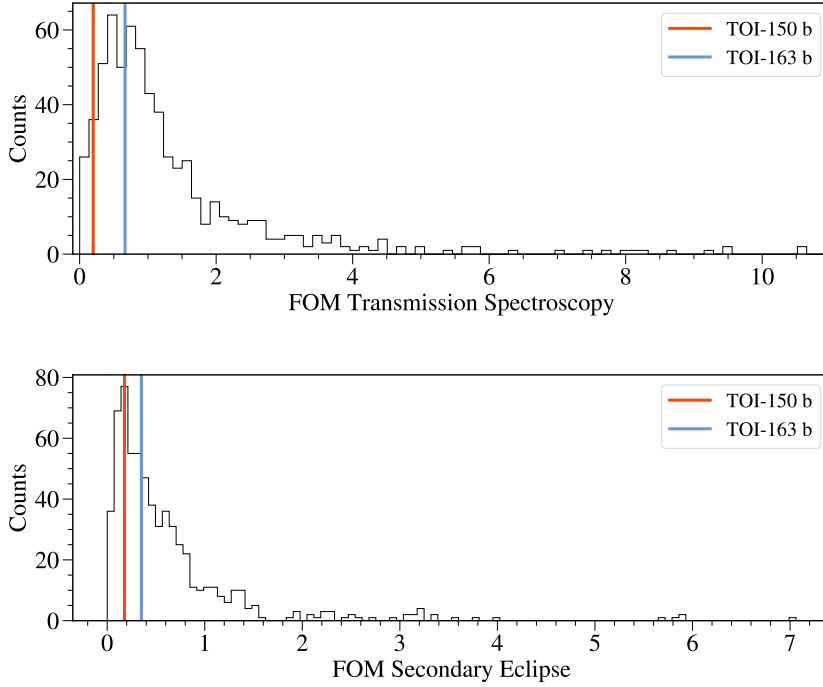 60
40
20
0
Counts
TOI-150 b
TOI-163 b
0 2 4 6 8 10
FOM Transmission Spectroscopy
80
60
40
20
0
Counts
TOI-150 b
TOI-163 b
0 1 2 3 4 5 6 7
FOM Secondary Eclipse